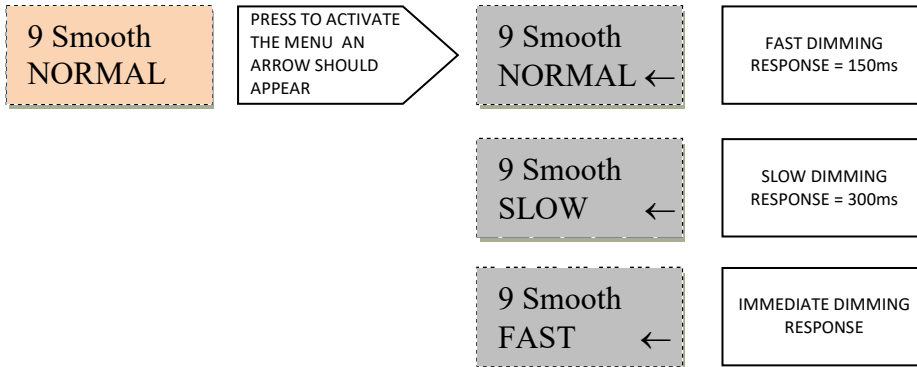 9 Smooth
NORMAL
PRESS TO ACTIVATE
THE MENU AN
ARROW SHOULD
APPEAR
9 Smooth
NORMAL ←
FAST DIMMING
RESPONSE = 150ms
9 Smooth
SLOW ←
SLOW DIMMING
RESPONSE = 300ms
9 Smooth
FAST ←
IMMEDIATE DIMMING
RESPONSE